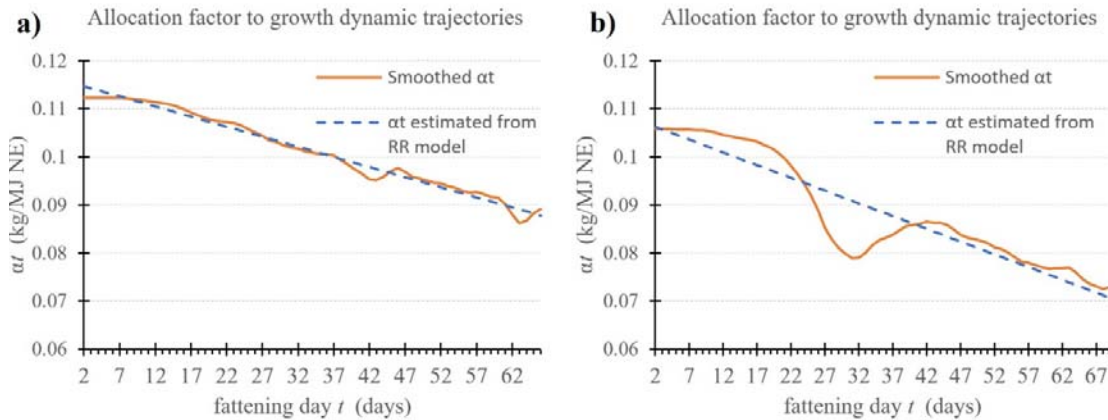 a)
Allocation factor to growth dynamic trajectories
0.12
0.11
0.1
0.09
0.08
0.07
0.06
αt (kg/MJ NE)
Smoothed αt
αt estimated from
RR model
2 7 12 17 22 27 32 37 42 47 52 57 62
fattening day t (days)
b)
Allocation factor to growth dynamic trajectories
0.12
0.11
0.1
0.09
0.08
0.07
0.06
αt (kg/MJ NE)
Smoothed αt
αt estimated from
RR model
2 7 12 17 22 27 32 37 42 47 52 57 62 67
fattening day t (days)